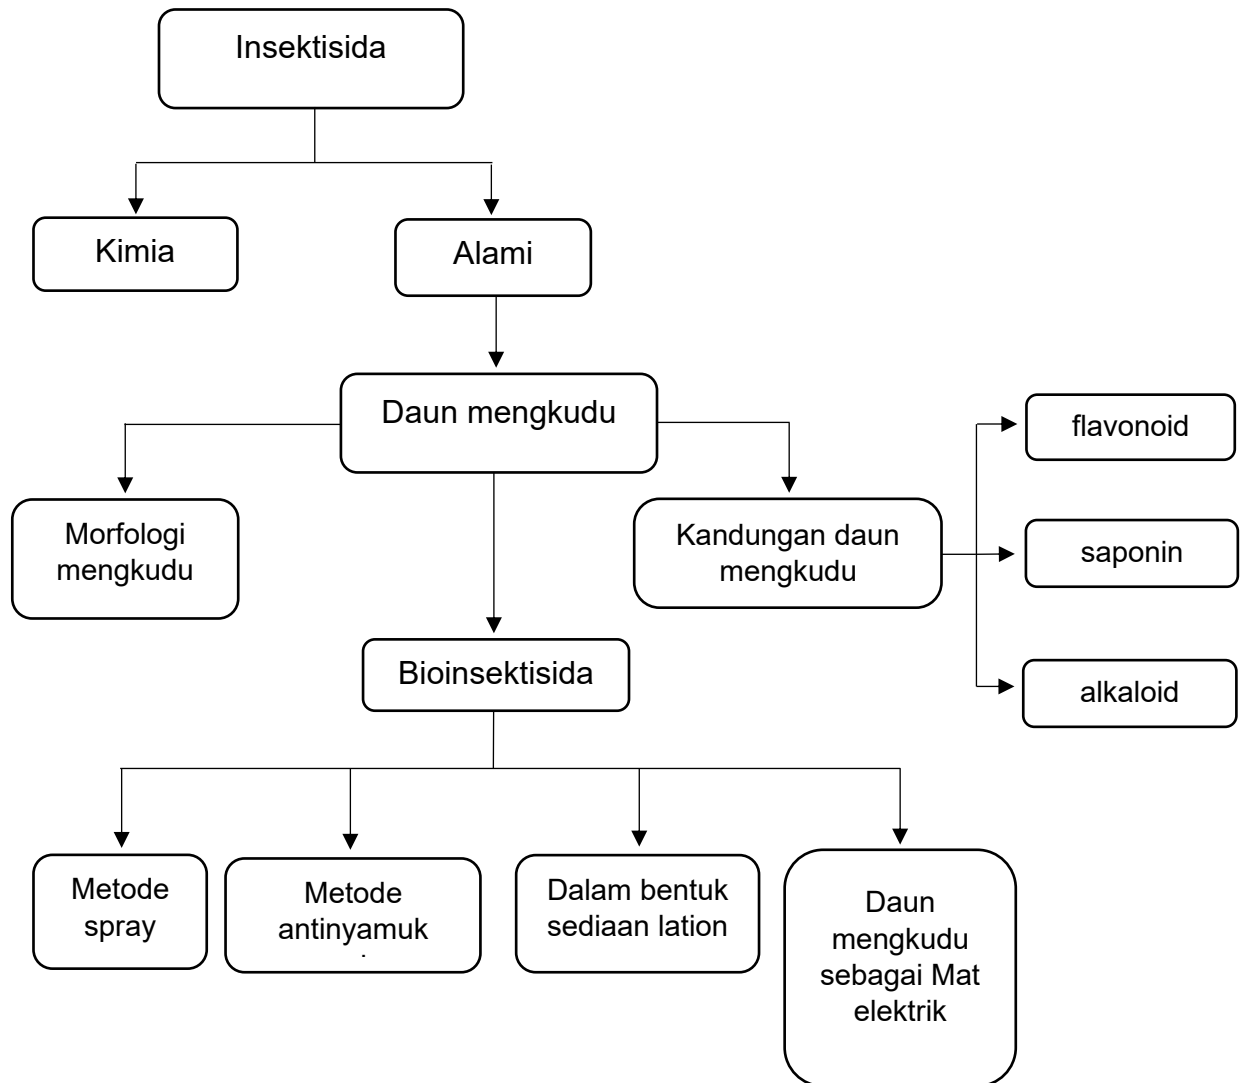 Insektisida
Kimia
Alami
Daun mengkudu
flavonoid
Morfologi
mengkudu
Kandungan daun
mengkudu
saponin
Bioinsektisida
alkaloid
Metode
spray
Metode
antinyamuk
Dalam bentuk
sediaan lation
Daun
mengkudu
sebagai Mat
elektrik